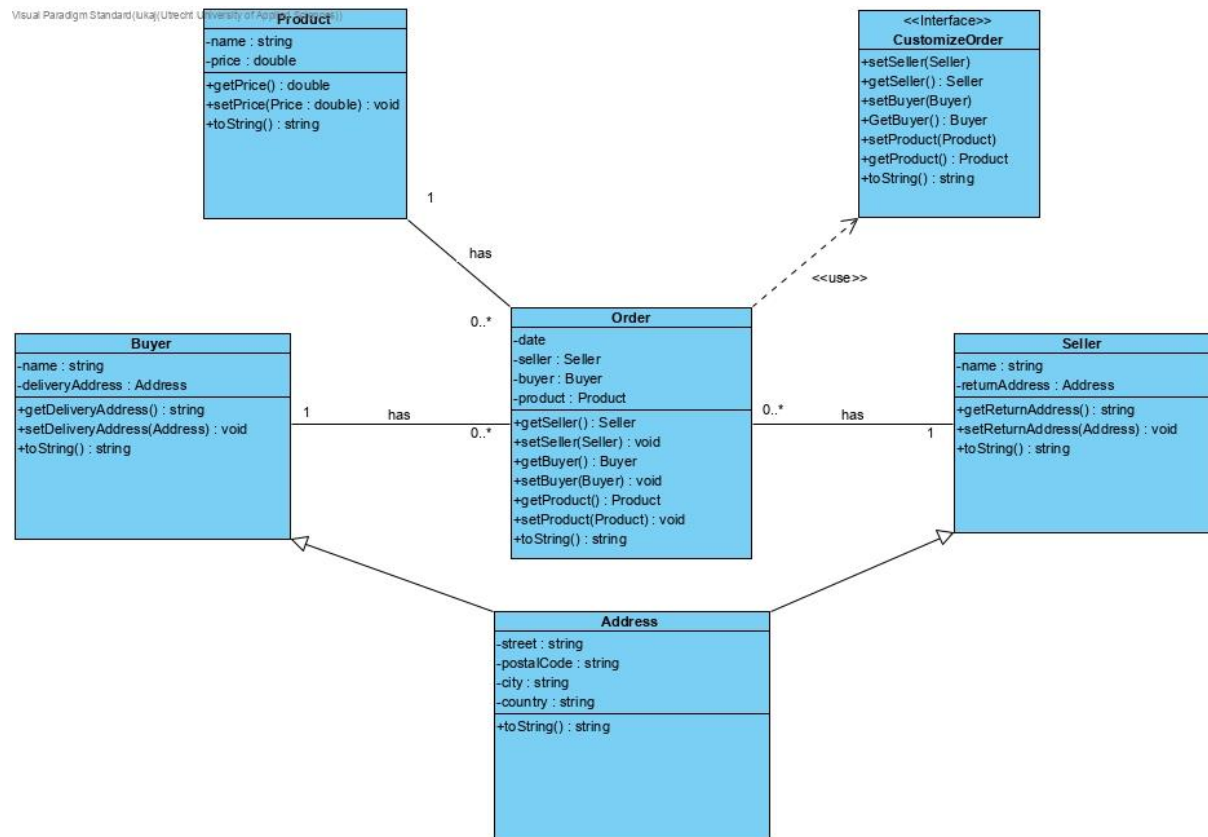 Visual Paradigm Standard(lukaj(Utrecht University of Applied Sciences))
Product
-name : string
-price : double
+getPrice() : double
+setPrice(Price : double) : void
+toString() : string
<<Interface>>
CustomizeOrder
+setSeller(Seller)
+getSeller() : Seller
+setBuyer(Buyer)
+GetBuyer() : Buyer
+setProduct(Product)
+getProduct() : Product
+toString() : string
1
has
0..*
<<use>>
Buyer
-name : string
-deliveryAddress : Address
+getDeliveryAddress() : string
+setDeliveryAddress(Address) : void
+toString() : string
1
has
0..*
Order
-date
-seller : Seller
-buyer : Buyer
-product : Product
+getSeller() : Seller
+setSeller(Seller) : void
+getBuyer() : Buyer
+setBuyer(Buyer) : void
+getProduct() : Product
+setProduct(Product) : void
+toString() : string
0..*
has
1
Seller
-name : string
-returnAddress : Address
+getReturnAddress() : string
+setReturnAddress(Address) : void
+toString() : string
Address
-street : string
-postalCode : string
-city : string
-country : string
+toString() : string